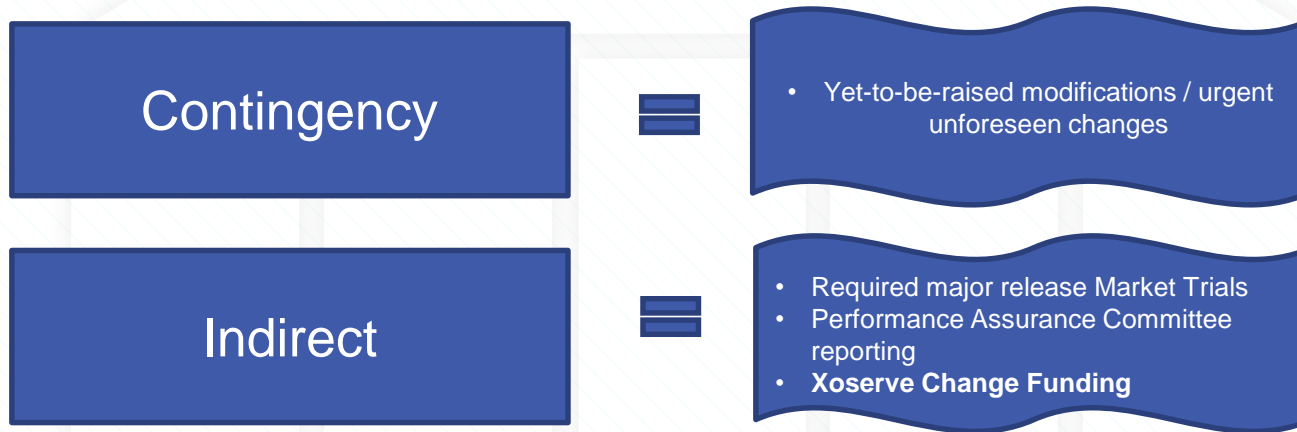 Contingency
• Yet-to-be-raised modifications / urgent
unforeseen changes
Indirect
• Required major release Market Trials
• Performance Assurance Committee
reporting
• Xoserve Change Funding